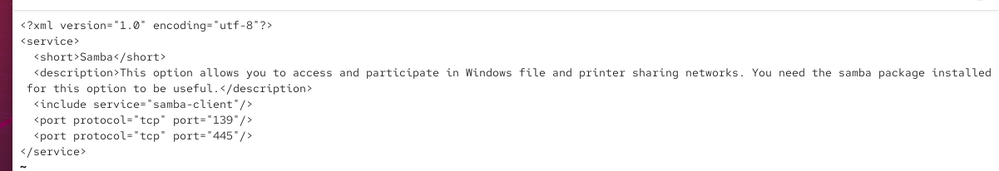 <?xml version="1.0" encoding="utf-8"?>
<service>
  <short>Samba</short>
  <description>This option allows you to access and participate in Windows file and printer sharing networks. You need the samba package installed
 for this option to be useful.</description>
  <include service="samba-client"/>
  <port protocol="tcp" port="139"/>
  <port protocol="tcp" port="445"/>
</service>
~